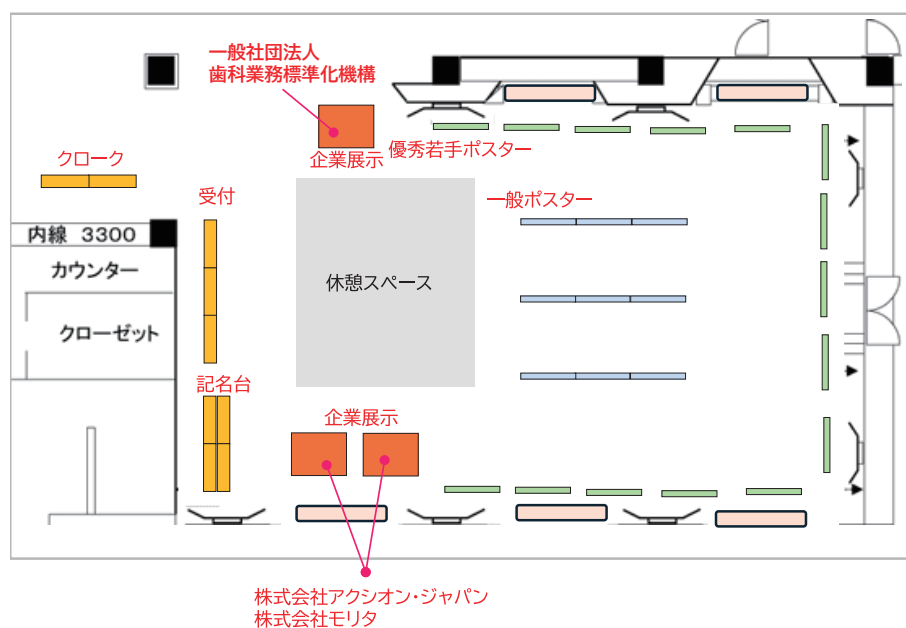 一般社団法人
歯科業務標準化機構
企業展示
優秀若手ポスター
クローク
受付
一般ポスター
内線 3300
カウンター
休憩スペース
クローゼット
記名台
企業展示
株式会社アクシオン・ジャパン
株式会社モリタ